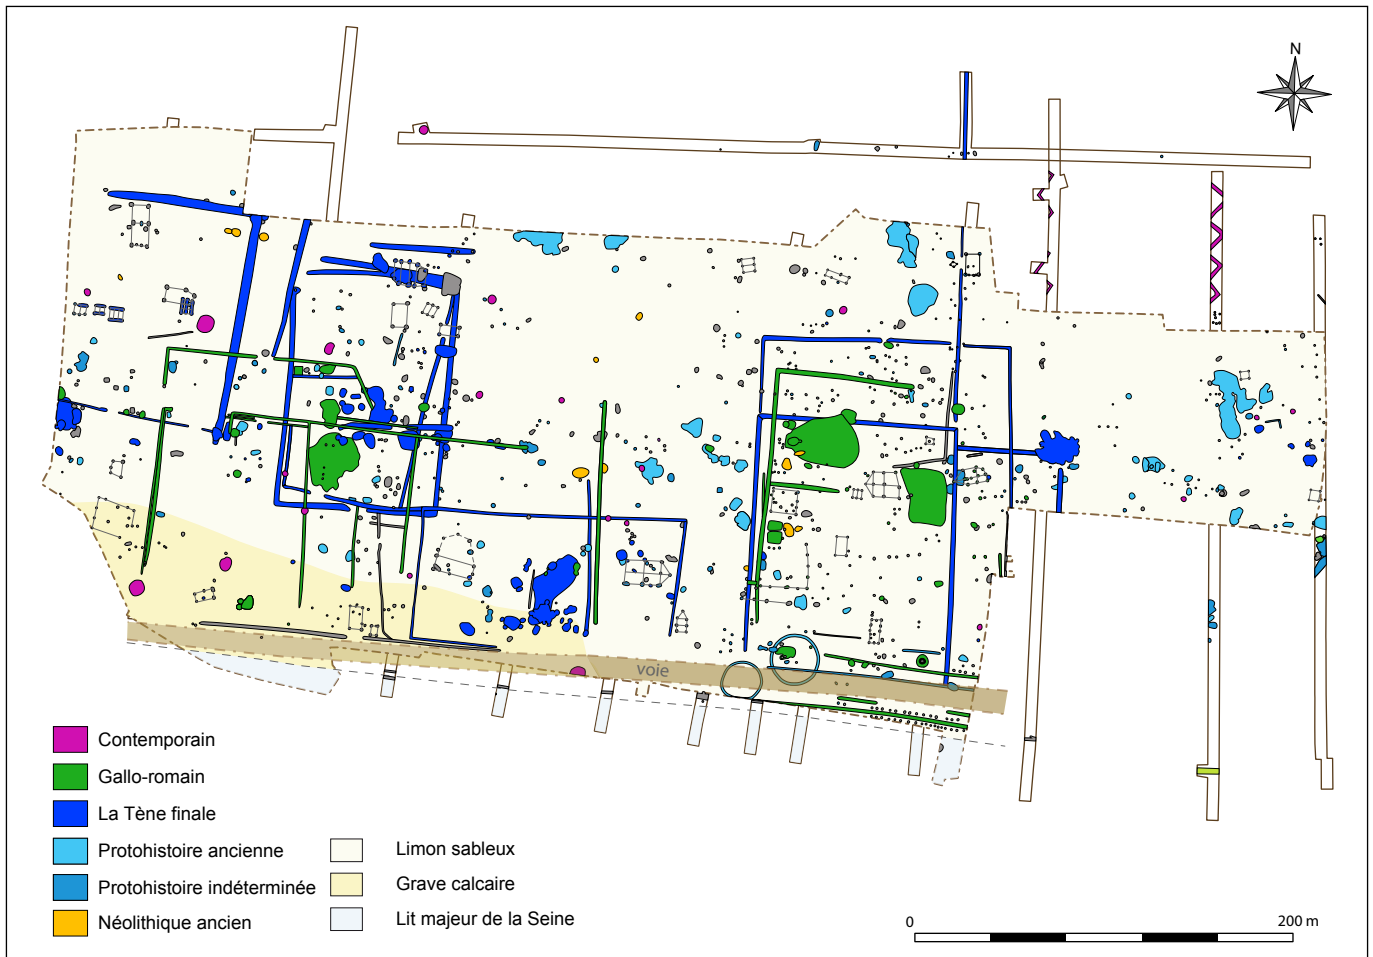 N
voie
Contemporain
Gallo-romain
La Tène finale
Protohistoire ancienne
Protohistoire indéterminée
Néolithique ancien
Limon sableux
Grave calcaire
Lit majeur de la Seine
0 200 m